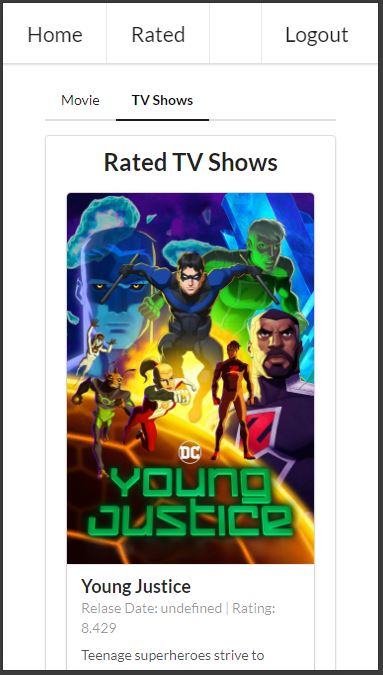 Home Rated Logout
Movie TV Shows
Rated TV Shows
DC
Young
Justice
Young Justice
Relase Date: undefined | Rating:
8.429
Teenage superheroes strive to